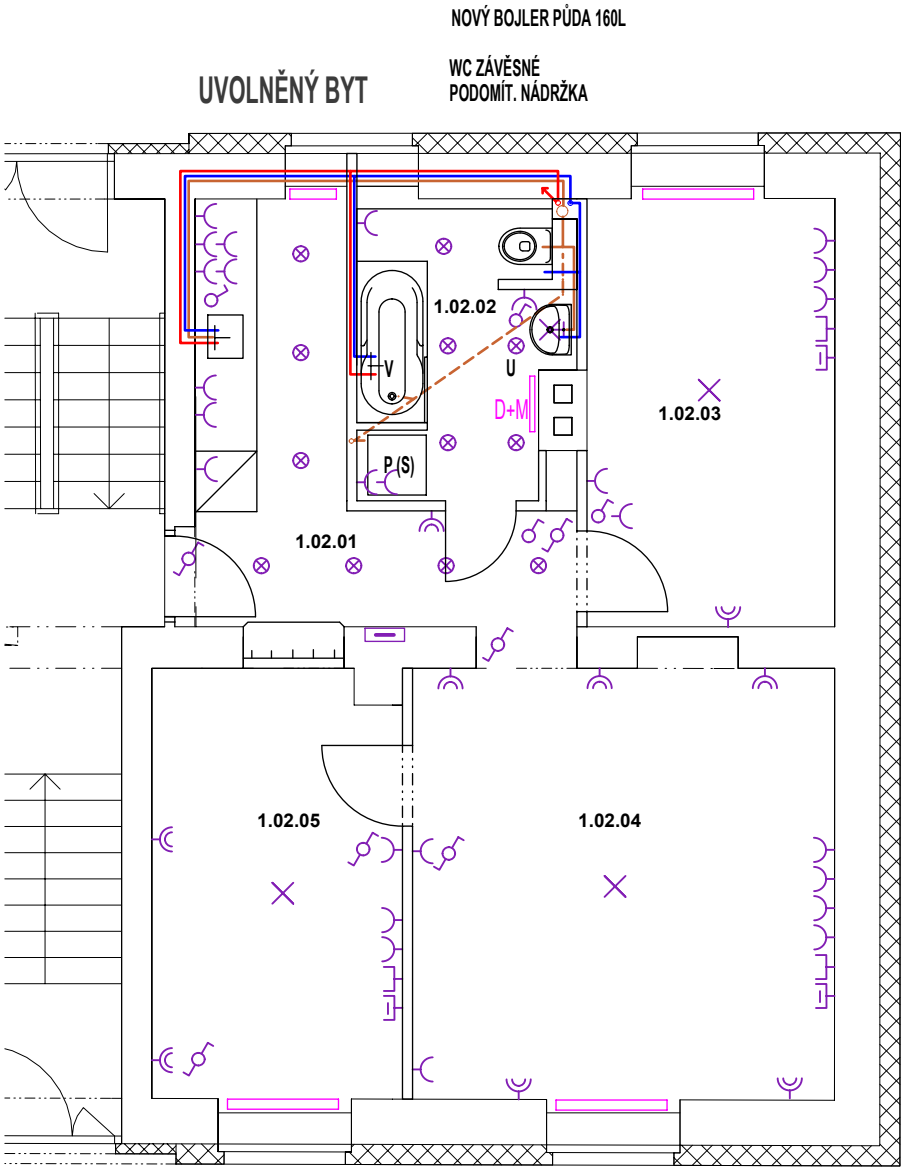 NOVÝ BOJLER PŮDA 160L
WC ZÁVĚSNÉ
PODOMÍT. NÁDRŽKA
UVOLNĚNÝ BYT
1.02.02
V
U
D+M
1.02.03
P (S)
1.02.01
1.02.05
1.02.04